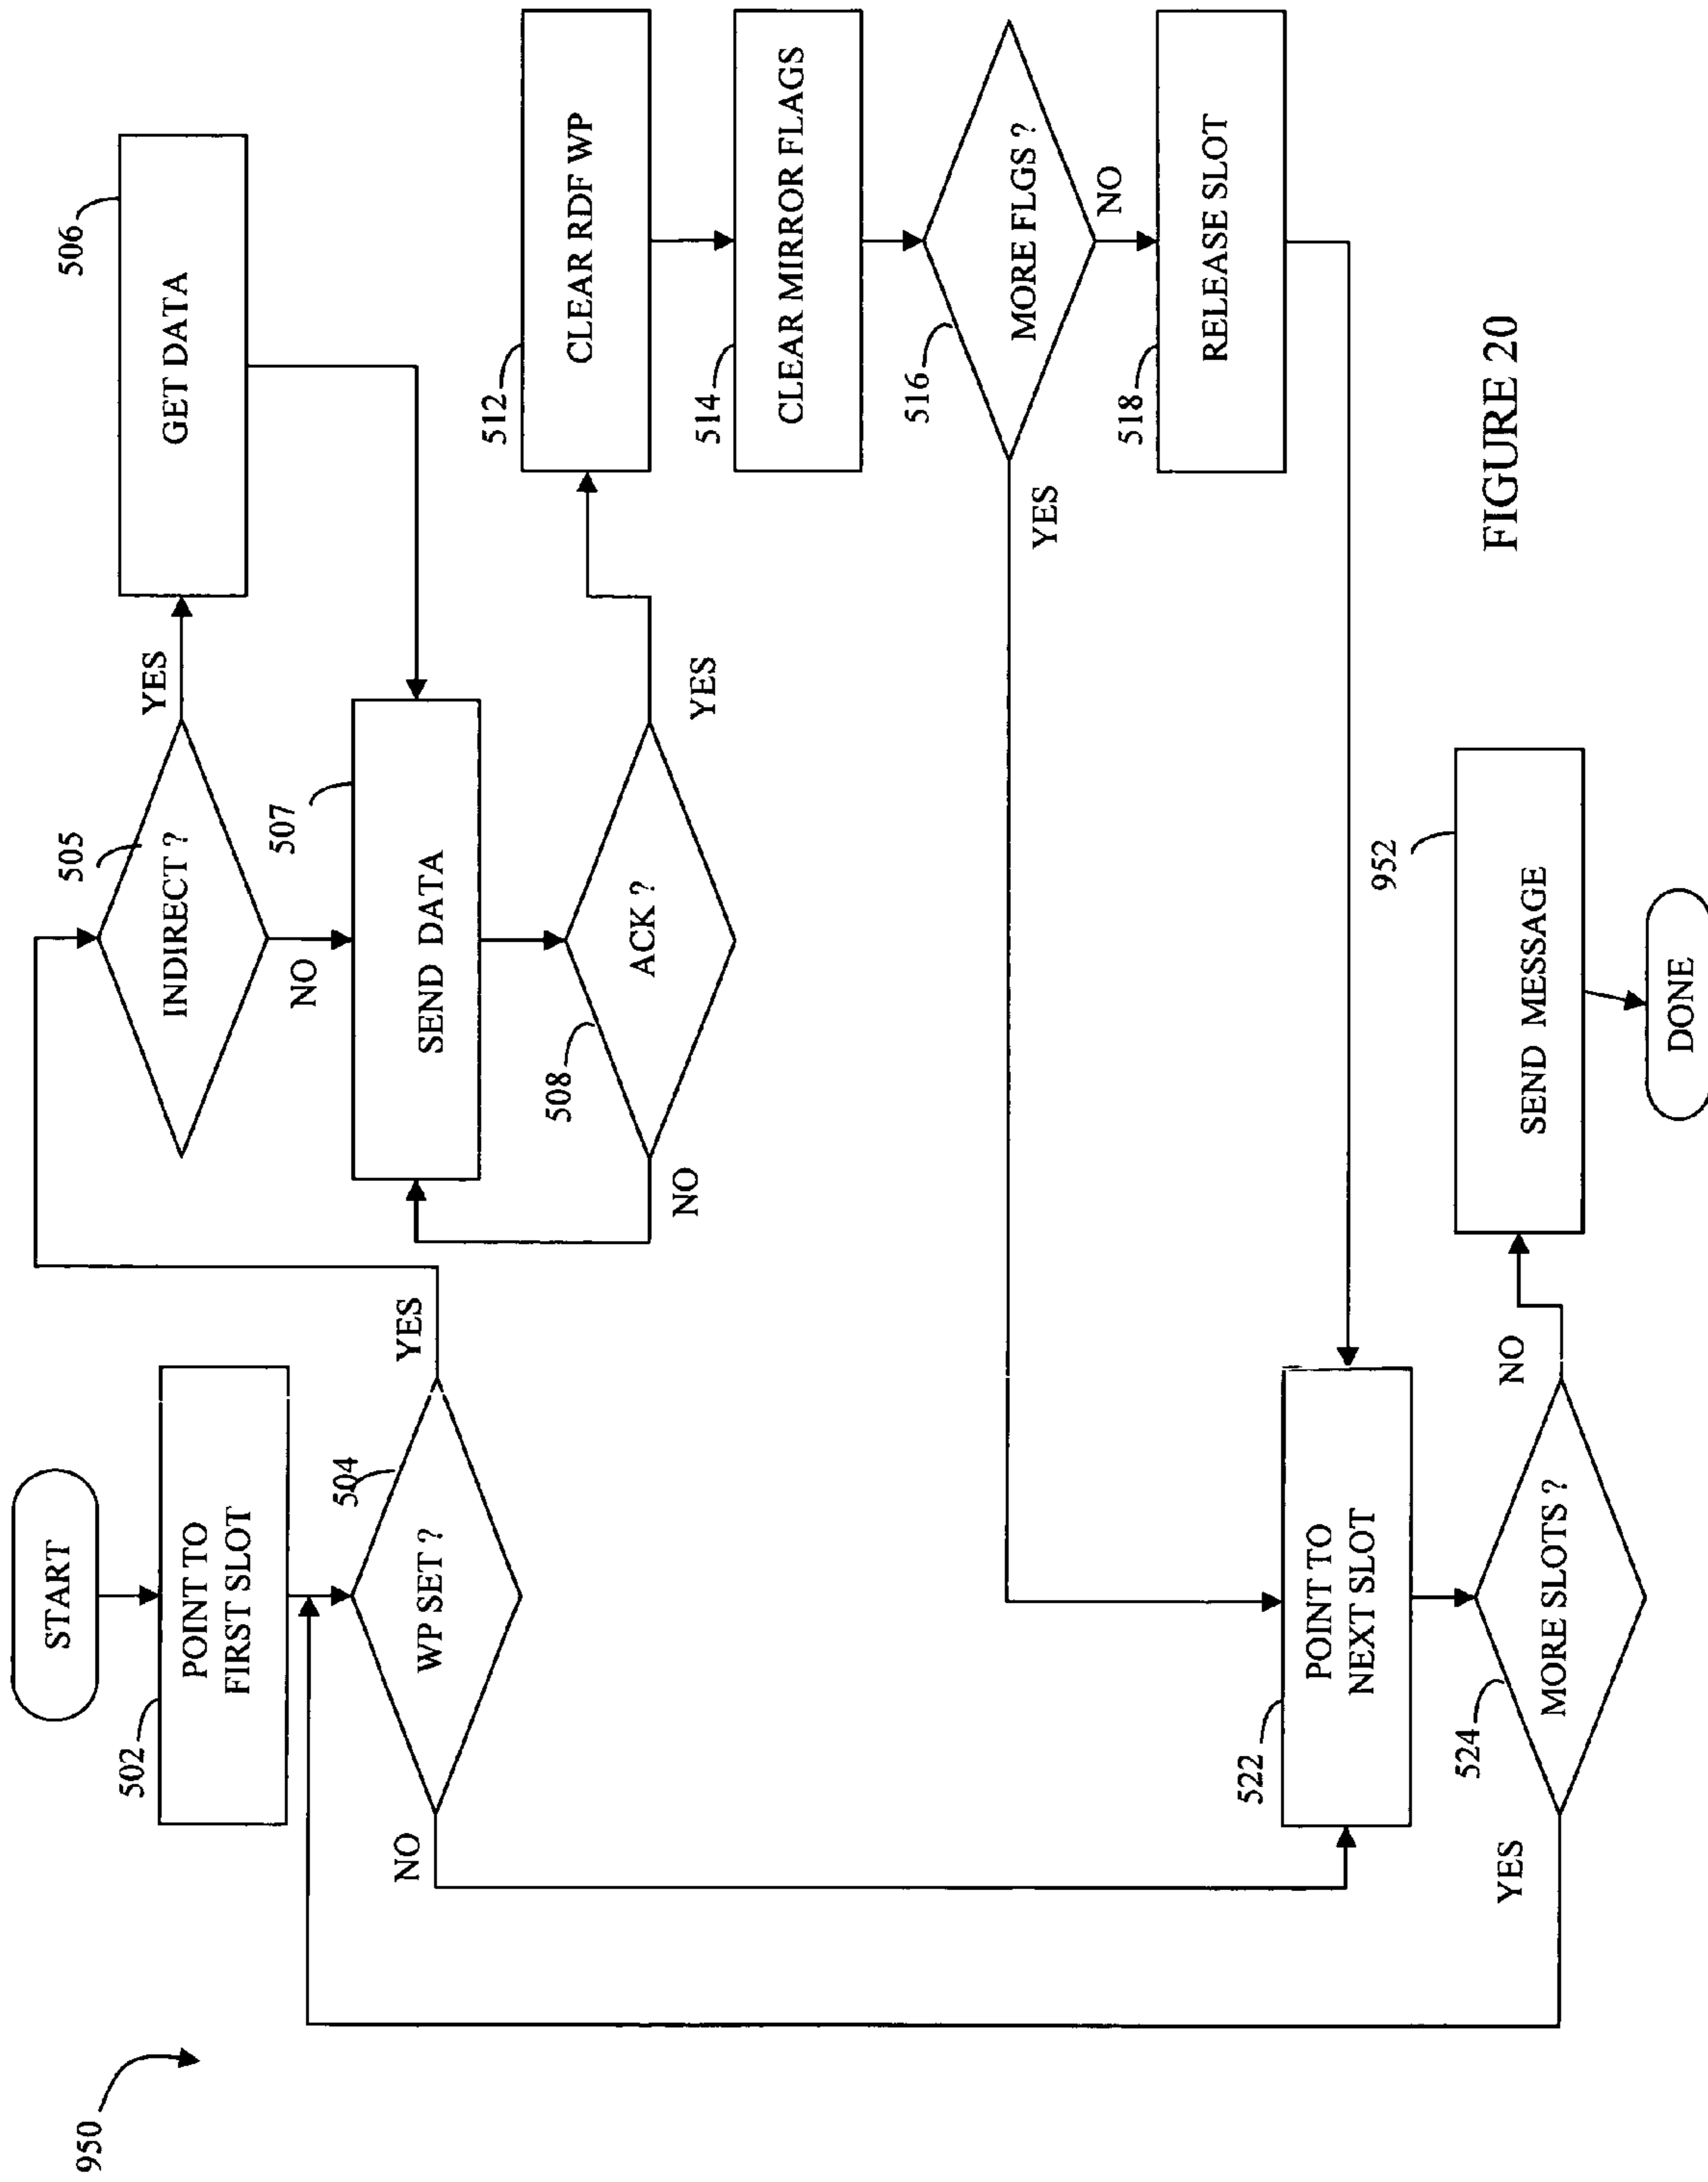 950
START
502
POINT TO
FIRST SLOT
504
WP SET ?
YES
NO
505
INDIRECT ?
YES
NO
506
GET DATA
507
SEND DATA
508
ACK ?
NO
YES
512
CLEAR RDF WP
514
CLEAR MIRROR FLAGS
516
MORE FLGS ?
YES
NO
518
RELEASE SLOT
522
POINT TO
NEXT SLOT
524
MORE SLOTS ?
YES
NO
952
SEND MESSAGE
DONE
FIGURE 20